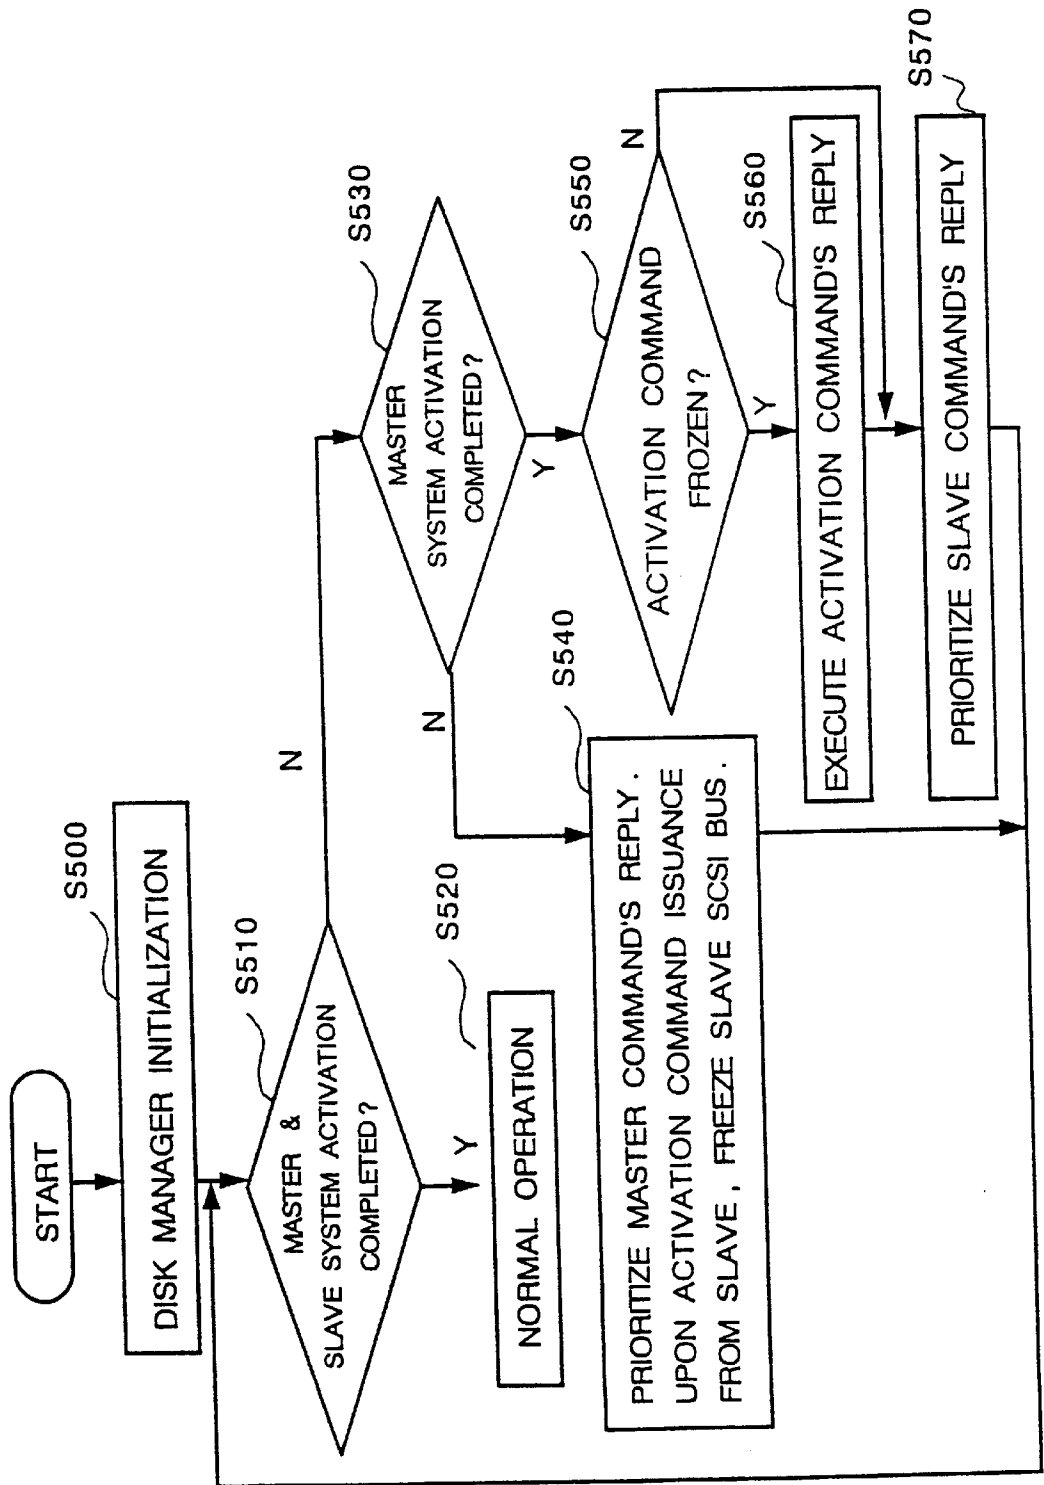 START
S500
DISK MANAGER INITIALIZATION
S510
MASTER &
SLAVE SYSTEM ACTIVATION
COMPLETED?
N
Y
S520
NORMAL OPERATION
S530
MASTER
SYSTEM ACTIVATION
COMPLETED?
N
Y
S540
PRIORITIZE MASTER COMMAND'S REPLY.
UPON ACTIVATION COMMAND ISSUANCE
FROM SLAVE, FREEZE SLAVE SCSI BUS.
S550
ACTIVATION COMMAND
FROZEN?
N
Y
S560
EXECUTE ACTIVATION COMMAND'S REPLY
S570
PRIORITIZE SLAVE COMMAND'S REPLY